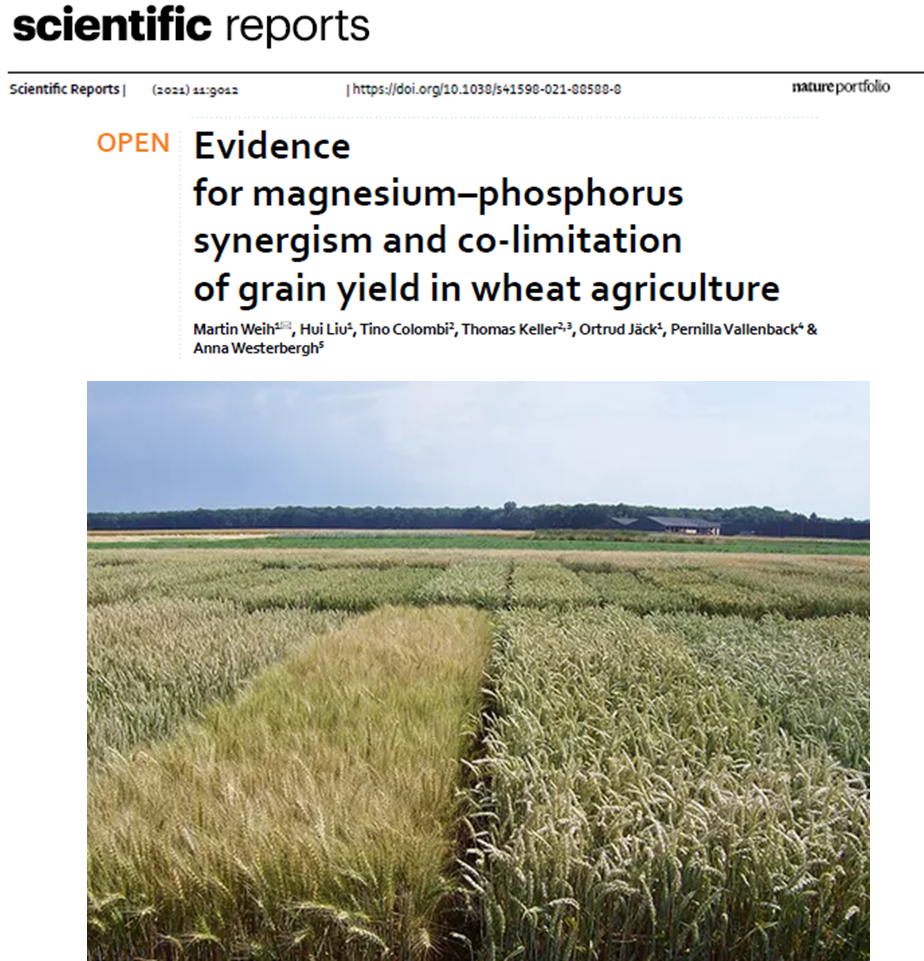 scientific reports
Scientific Reports | (2021) 11:9012 | https://doi.org/10.1038/s41598-021-88588-8 natureportfolio
OPEN
Evidence
for magnesium–phosphorus
synergism and co-limitation
of grain yield in wheat agriculture
Martin Weih1✉, Hui Liu1, Tino Colombi2, Thomas Keller2,3, Ortrud Jäck1, Pernilla Vallenback4 &
Anna Westerbergh5